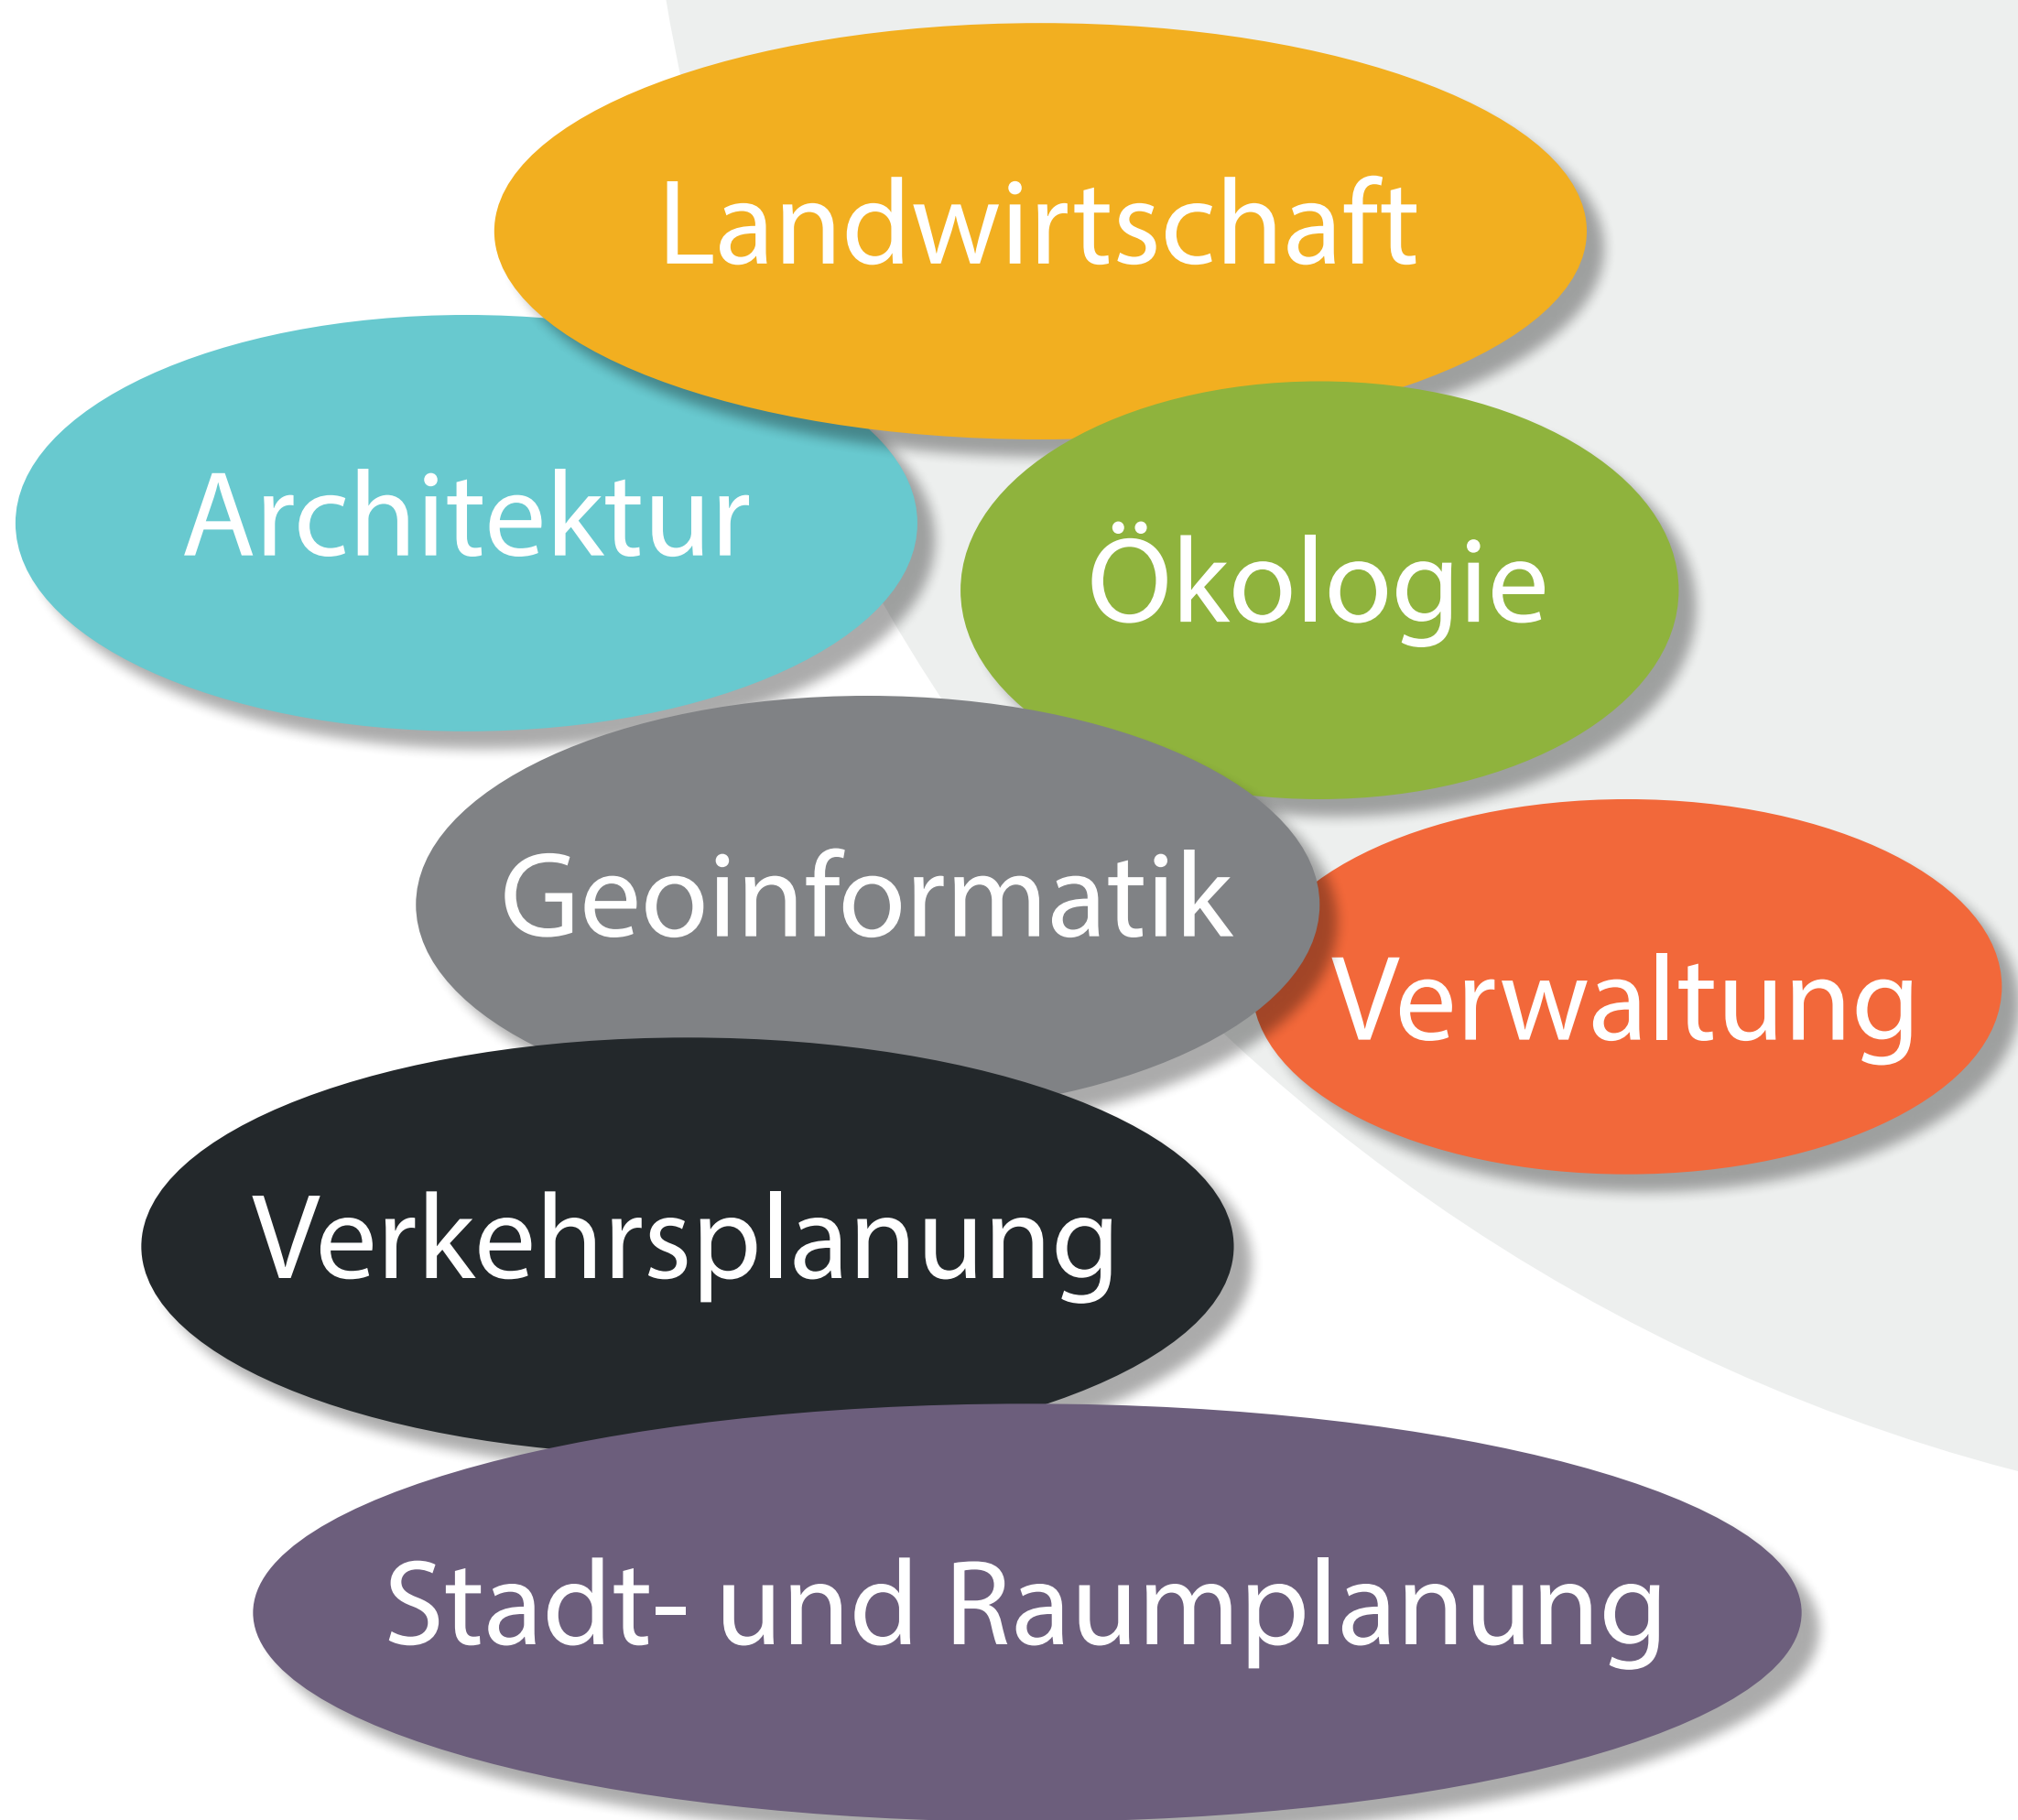 Landwirtschaft
Architektur
Ökologie
Geoinformatik
Verwaltung
Verkehrsplanung
Stadt- und Raumplanung